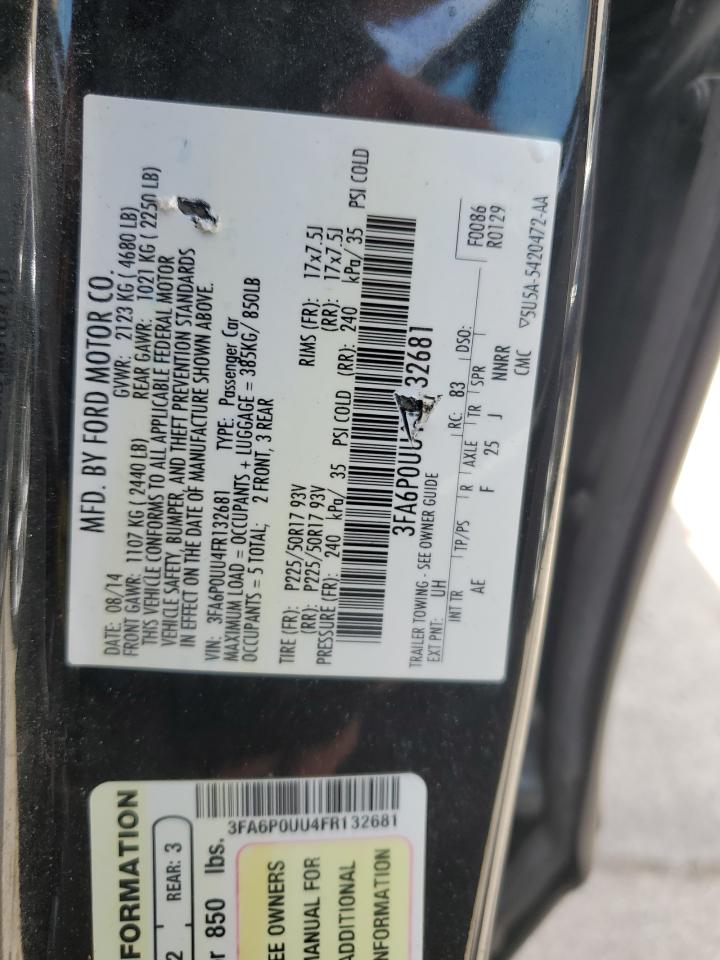 MFD. BY FORD MOTOR CO.
DATE: 08/14 GVWR: 2123 KG ( 4680 LB)
FRONT GAWR: 1107 KG ( 2440 LB) REAR GAWR: 1021 KG ( 2250 LB)
THIS VEHICLE CONFORMS TO ALL APPLICABLE FEDERAL MOTOR
VEHICLE SAFETY, BUMPER, AND THEFT PREVENTION STANDARDS
IN EFFECT ON THE DATE OF MANUFACTURE SHOWN ABOVE.
VIN: 3FA6P0UU4FR132681 TYPE: Passenger Car
MAXIMUM LOAD = OCCUPANTS + LUGGAGE = 385KG/ 850LB
OCCUPANTS = 5 TOTAL; 2 FRONT, 3 REAR
TIRE (FR): P225/50R17 93V RIMS (FR): 17x7.5J
(RR): P225/50R17 93V (RR): 17x7.5J
PRESSURE (FR): 240 kPa/ 35 PSI COLD (RR): 240 kPa/ 35 PSI COLD
3FA6P0UU 32681
TRAILER TOWING - SEE OWNER GUIDE
EXT PNT: UH RC: 83 DSO: F0086
R0129
INT TR TP/PS R AXLE TR SPR
AE F 25 J NNRR
CMC ▽5U5A-5420472-AA
FORMATION
2 REAR: 3
r 850 lbs.
3FA6P0UU4FR132681
EE OWNERS
MANUAL FOR
ADDITIONAL
NFORMATION